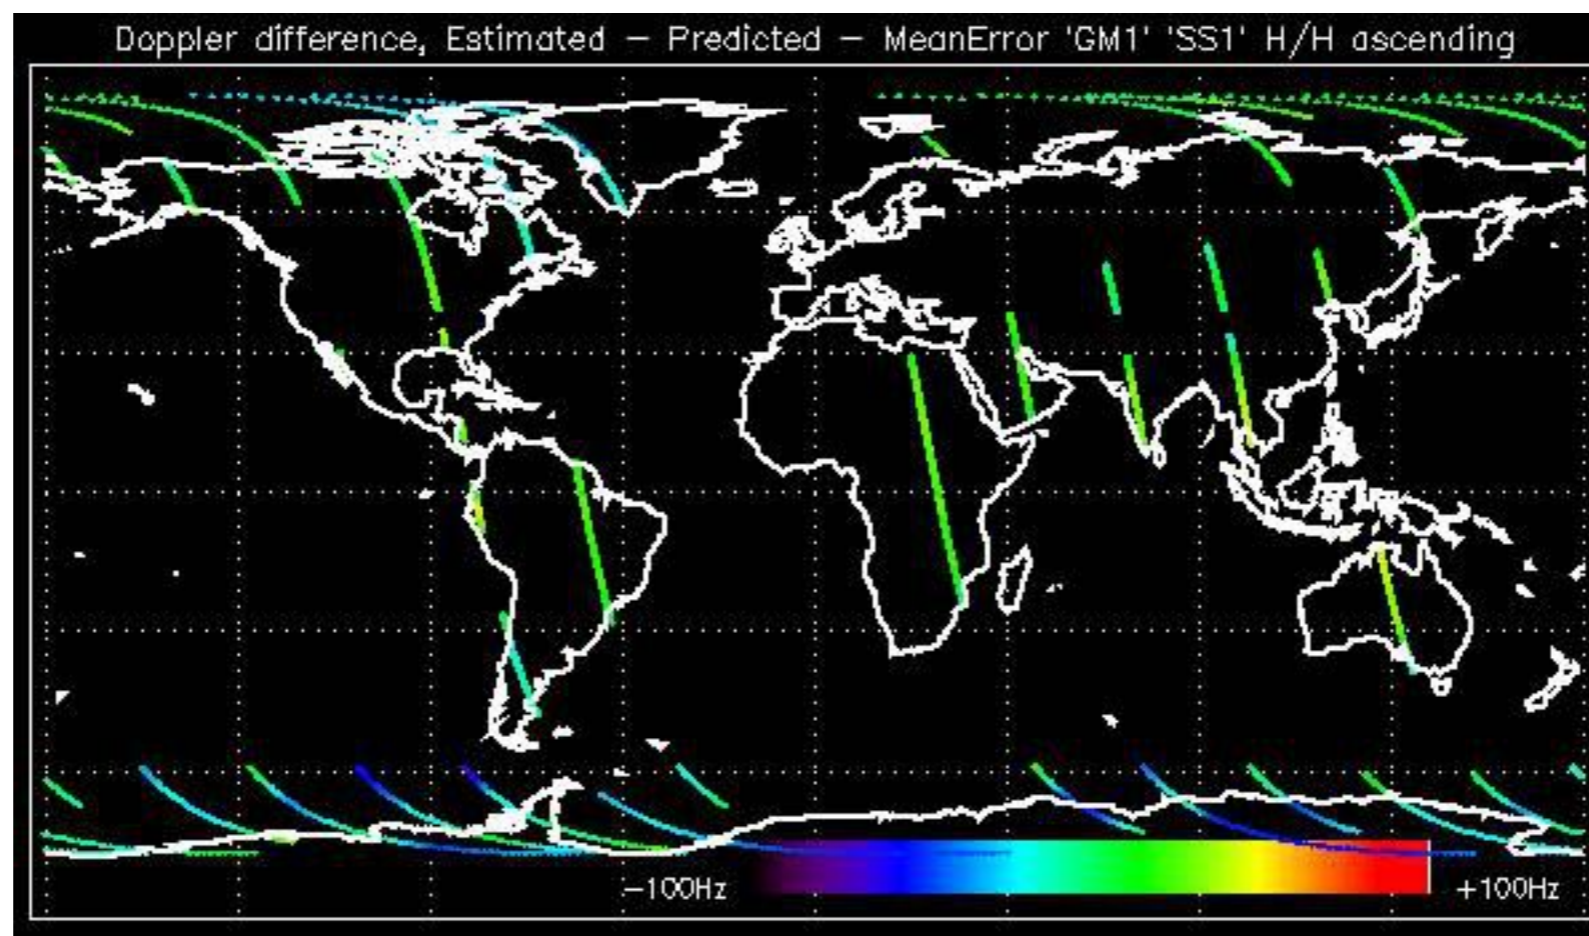 Doppler difference, Estimated — Predicted — MeanError 'GM1' 'SS1' H/H ascending
−100Hz +100Hz